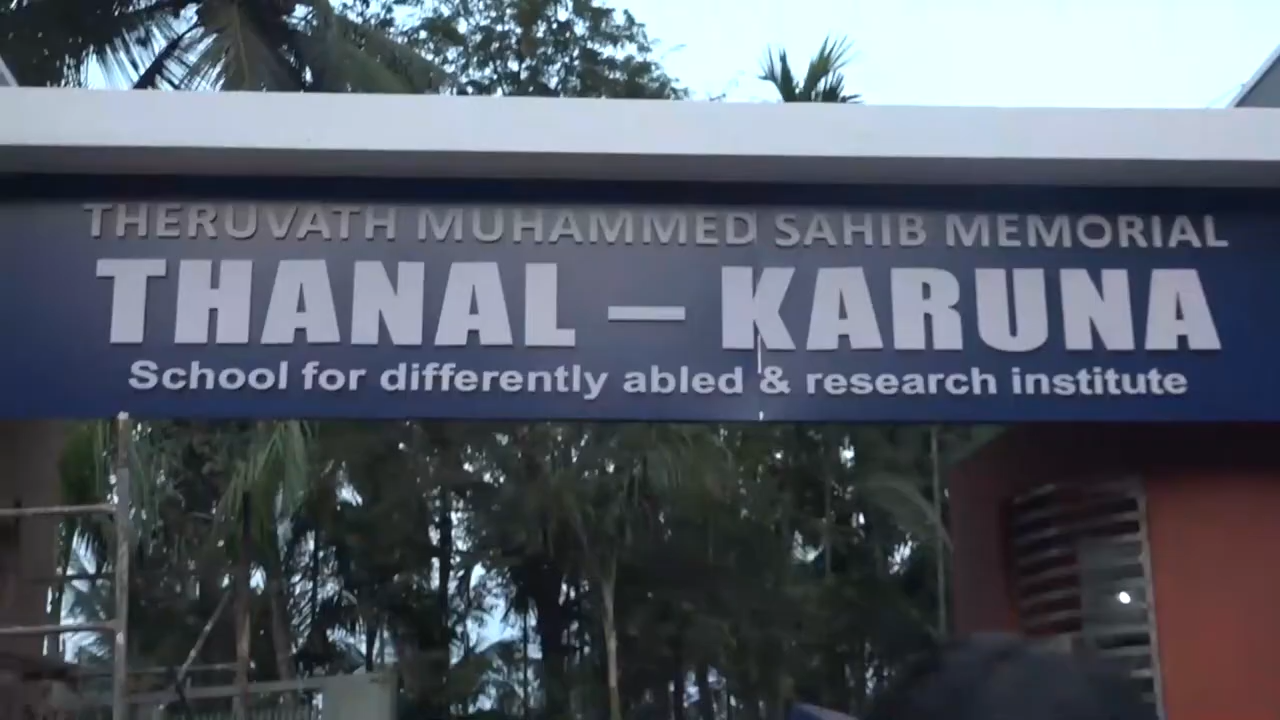 THERUVATH MUHAMMED SAHIB MEMORIAL
THANAL – KARUNA
School for differently abled & research institute